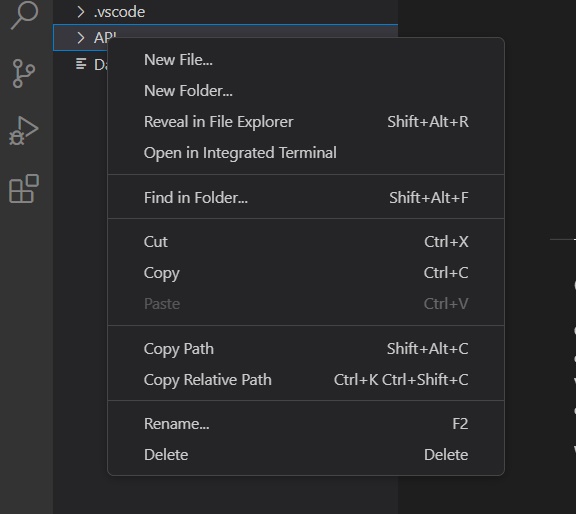 .vscode
API
New File...
New Folder...
Reveal in File Explorer Shift+Alt+R
Open in Integrated Terminal
Find in Folder... Shift+Alt+F
Cut Ctrl+X
Copy Ctrl+C
Paste Ctrl+V
Copy Path Shift+Alt+C
Copy Relative Path Ctrl+K Ctrl+Shift+C
Rename... F2
Delete Delete